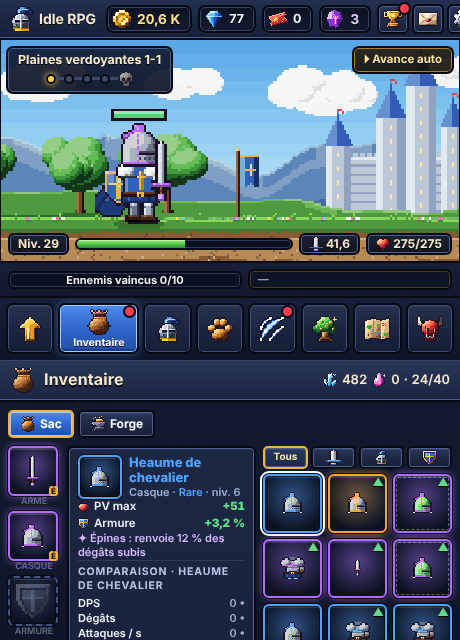 Idle RPG
20,6 K
77
0
3
Plaines verdoyantes 1-1
Avance auto
Niv. 29
41,6
275/275
Ennemis vaincus 0/10
—
Inventaire
Inventaire
482
0 · 24/40
Sac
Forge
ARME
E
CASQUE
E
ARMURE
Heaume de
chevalier
Casque · Rare · niv. 6
PV max +51
Armure +3,2 %
✦ Épines : renvoie 12 % des
dégâts subis
COMPARAISON · HEAUME
DE CHEVALIER
DPS 0 •
Dégâts 0 •
Attaques / s 0 •
Tous